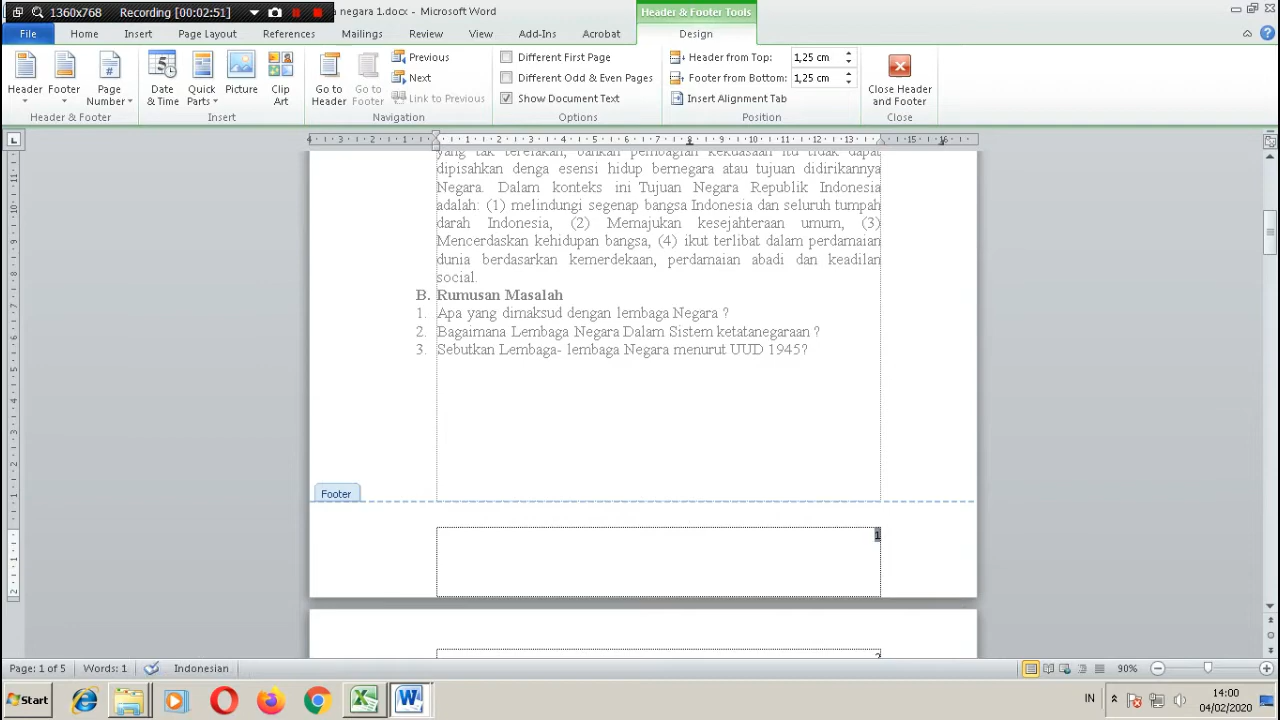 1360x768 Recording [00:02:51]
negara 1.docx - Microsoft Word
Header & Footer Tools
File Home Insert Page Layout References Mailings Review View Add-Ins Acrobat Design
Header Footer Page Number
Date & Time Quick Parts Picture Clip Art
Go to Header Go to Footer
Previous
Next
Link to Previous
Different First Page
Different Odd & Even Pages
Show Document Text
Header from Top: 1,25 cm
Footer from Bottom: 1,25 cm
Insert Alignment Tab
Close Header and Footer
Header & Footer Insert Navigation Options Position Close
yang tak terelakan, bahkan pembagian kekuasaan itu tidak dapat
dipisahkan denga esensi hidup bernegara atau tujuan didirikannya
Negara. Dalam konteks ini Tujuan Negara Republik Indonesia
adalah: (1) melindungi segenap bangsa Indonesia dan seluruh tumpah
darah Indonesia, (2) Memajukan kesejahteraan umum, (3)
Mencerdaskan kehidupan bangsa, (4) ikut terlibat dalam perdamaian
dunia berdasarkan kemerdekaan, perdamaian abadi dan keadilan
social.
B. Rumusan Masalah
1. Apa yang dimaksud dengan lembaga Negara ?
2. Bagaimana Lembaga Negara Dalam Sistem ketatanegaraan ?
3. Sebutkan Lembaga- lembaga Negara menurut UUD 1945?
Footer
1
Page: 1 of 5 Words: 1 Indonesian 90%
Start IN 14:00
04/02/2020